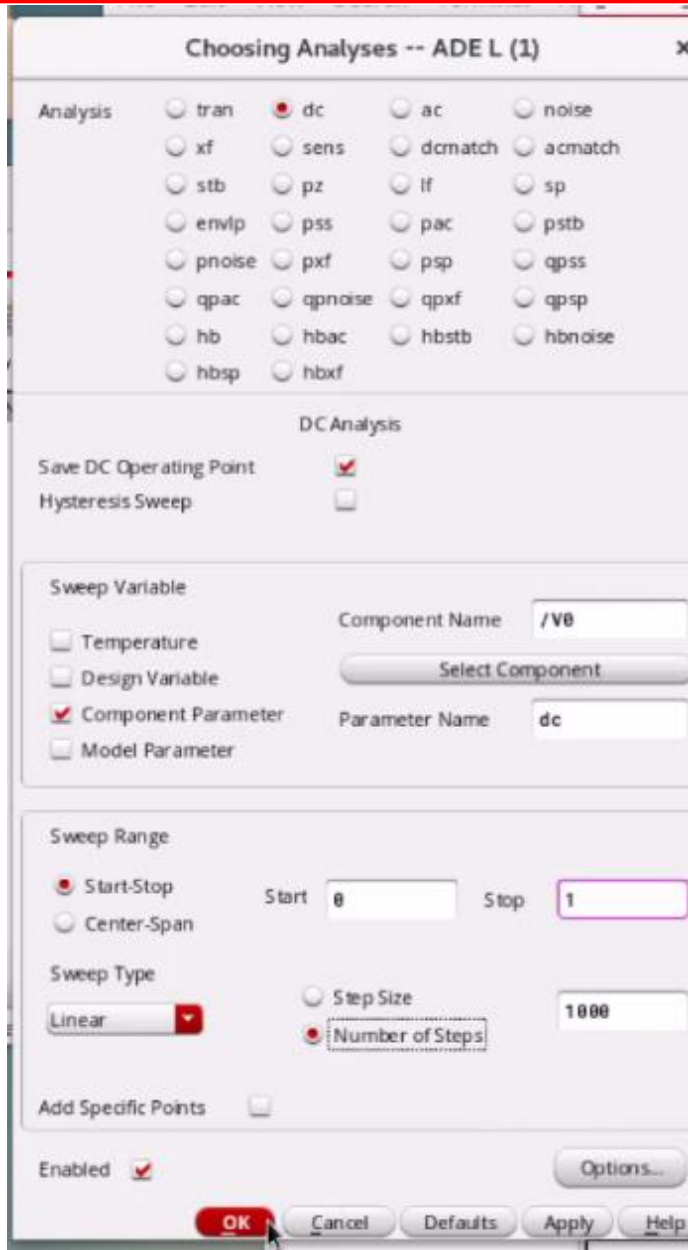 Choosing Analyses -- ADE L (1)
Analysis tran dc ac noise
xf sens dcmatch acmatch
stb pz lf sp
envlp pss pac pstb
pnoise pxf psp qpss
qpac qpnoise qpxf qpsp
hb hbac hbstb hbnoise
hbsp hbxf
DC Analysis
Save DC Operating Point
Hysteresis Sweep
Sweep Variable
Component Name /V0
Temperature
Select Component
Design Variable
Component Parameter
Parameter Name dc
Model Parameter
Sweep Range
Start-Stop
Start 0 Stop 1
Center-Span
Sweep Type
Step Size
Linear 1000
Number of Steps
Add Specific Points
Enabled Options...
OK Cancel Defaults Apply Help